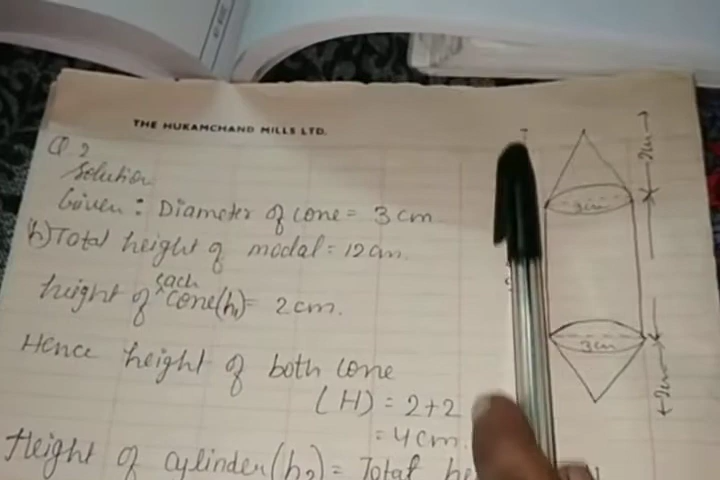 THE HUKAMCHAND MILLS LTD.
Q 2
Solution
Given: Diameter of cone = 3 cm
(h) Total height of modal = 12 cm.
height of each cone (h1) = 2 cm.
Hence height of both cone
(H) = 2+2
= 4 cm.
Height of cylinder (h2) = Total he
2cm
3cm
3cm
2cm